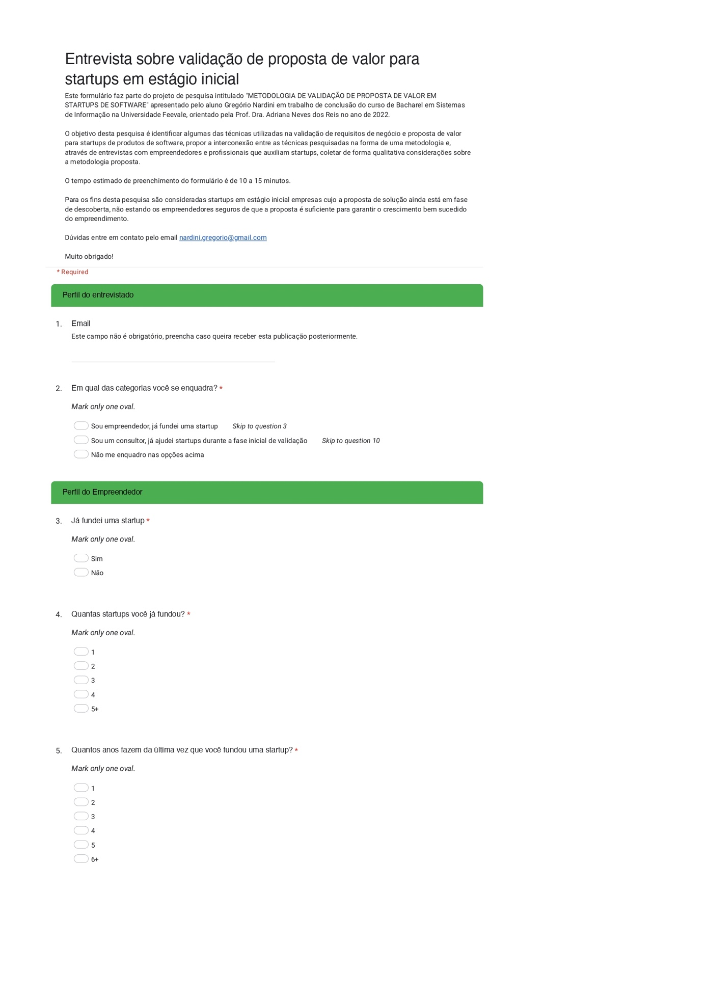 Entrevista sobre validação de proposta de valor para
startups em estágio inicial
Este formulário faz parte do projeto de pesquisa intitulado "METODOLOGIA DE VALIDAÇÃO DE PROPOSTA DE VALOR EM
STARTUPS DE SOFTWARE" apresentado pelo aluno Gregório Nardini em trabalho de conclusão do curso de Bacharel em Sistemas
de Informação na Universidade Feevale, orientado pela Prof. Dra. Adriana Neves dos Reis no ano de 2022.
O objetivo desta pesquisa é identificar algumas das técnicas utilizadas na validação de requisitos de negócio e proposta de valor
para startups de produtos de software, propor a interconexão entre as técnicas pesquisadas na forma de uma metodologia e,
através de entrevistas com empreendedores e profissionais que auxiliam startups, coletar de forma qualitativa considerações sobre
a metodologia proposta.
O tempo estimado de preenchimento do formulário é de 10 a 15 minutos.
Para os fins desta pesquisa são consideradas startups em estágio inicial empresas cujo a proposta de solução ainda está em fase
de descoberta, não estando os empreendedores seguros de que a proposta é suficiente para garantir o crescimento bem sucedido
do empreendimento.
Dúvidas entre em contato pelo email nardini.gregorio@gmail.com
Muito obrigado!
* Required
Perfil do entrevistado
1. Email
Este campo não é obrigatório, preencha caso queira receber esta publicação posteriormente.
2. Em qual das categorias você se enquadra? *
Mark only one oval.
Sou empreendedor, já fundei uma startup Skip to question 3
Sou um consultor, já ajudei startups durante a fase inicial de validação Skip to question 10
Não me enquadro nas opções acima
Perfil do Empreendedor
3. Já fundei uma startup *
Mark only one oval.
Sim
Não
4. Quantas startups você já fundou? *
Mark only one oval.
1
2
3
4
5+
5. Quantos anos fazem da última vez que você fundou uma startup? *
Mark only one oval.
1
2
3
4
5
6+